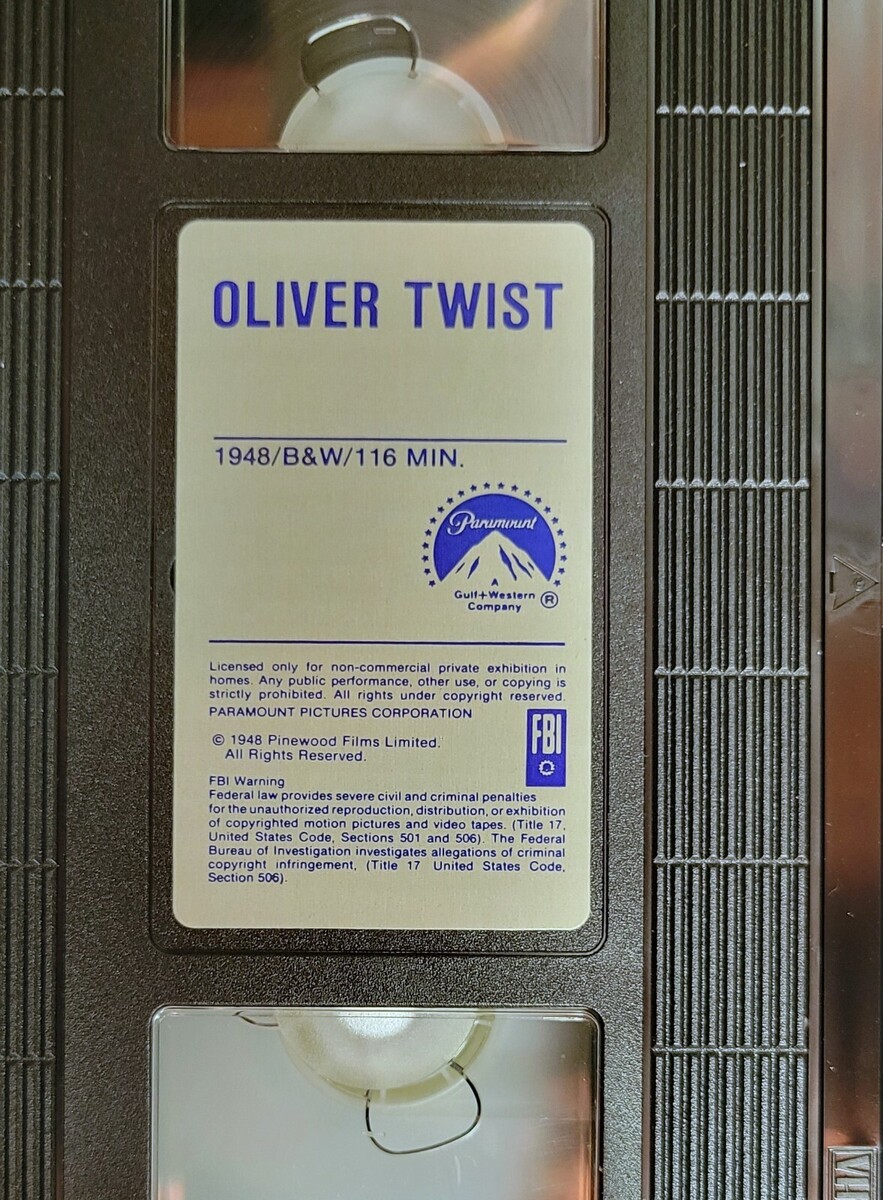 OLIVER TWIST
1948/B&W/116 MIN.
Paramount
A
Gulf+Western
Company ®
Licensed only for non-commercial private exhibition in
homes. Any public performance, other use, or copying is
strictly prohibited. All rights under copyright reserved.
PARAMOUNT PICTURES CORPORATION
FBI
© 1948 Pinewood Films Limited.
All Rights Reserved.
FBI Warning
Federal law provides severe civil and criminal penalties
for the unauthorized reproduction, distribution, or exhibition
of copyrighted motion pictures and video tapes. (Title 17,
United States Code, Sections 501 and 506). The Federal
Bureau of Investigation investigates allegations of criminal
copyright infringement, (Title 17 United States Code,
Section 506).